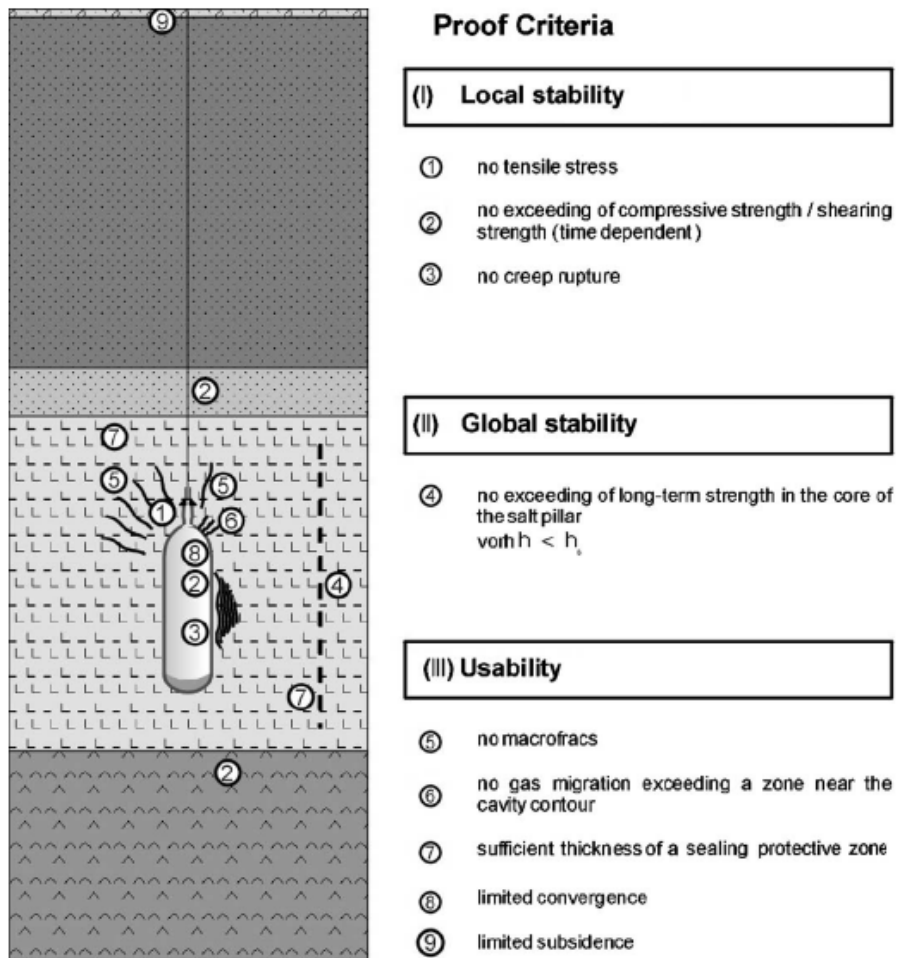 Proof Criteria
(I) Local stability
① no tensile stress
② no exceeding of compressive strength / shearing
strength (time dependent)
③ no creep rupture
(II) Global stability
④ no exceeding of long-term strength in the core of
the salt pillar
vorh h < h
(III) Usability
⑤ no macrofracs
⑥ no gas migration exceeding a zone near the
cavity contour
⑦ sufficient thickness of a sealing protective zone
⑧ limited convergence
⑨ limited subsidence
⑨
②
⑦
⑤
⑤
①
⑥
⑧
②
④
③
⑦
②